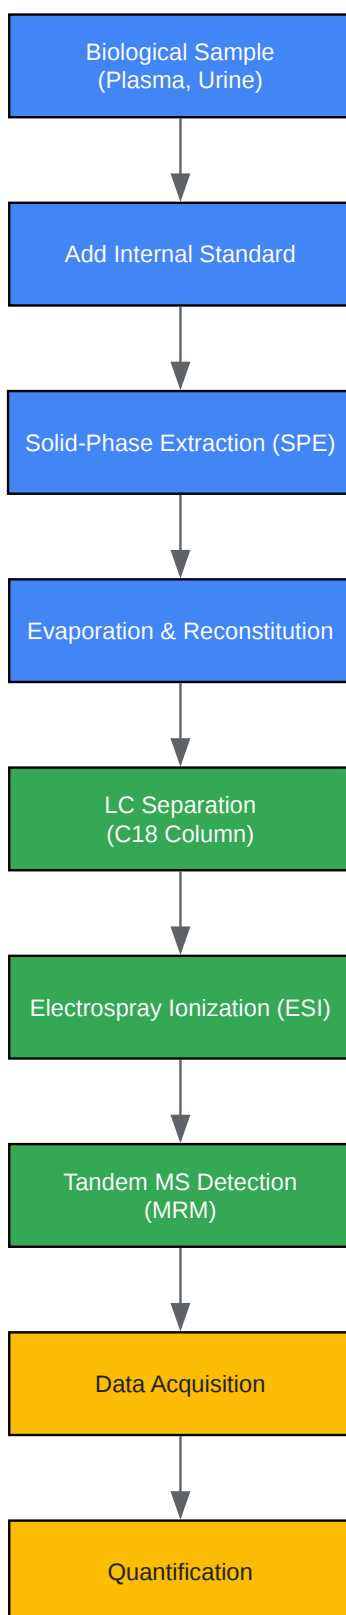 Biological Sample
(Plasma, Urine)
Add Internal Standard
Solid-Phase Extraction (SPE)
Evaporation & Reconstitution
LC Separation
(C18 Column)
Electrospray Ionization (ESI)
Tandem MS Detection
(MRM)
Data Acquisition
Quantification